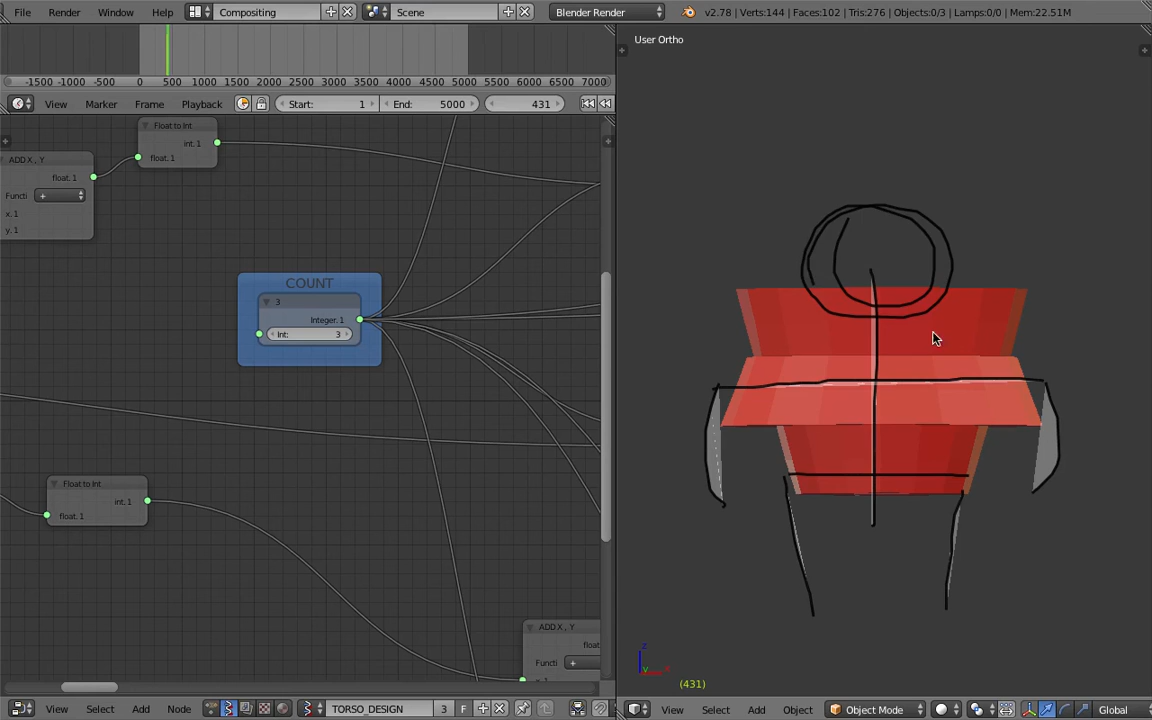 File Render Window Help Compositing Scene Blender Render v2.78 | Verts:144 | Faces:102 | Tris:276 | Objects:0/3 | Lamps:0/0 | Mem:22.51M
User Ortho
-1500 -1000 -500 0 500 1000 1500 2000 2500 3000 3500 4000 4500 5000 5500 6000 6500 7000
View Marker Frame Playback Start: 1 End: 5000 431
Float to Int
int. 1
float. 1
ADD X , Y
float. 1
Functi +
x. 1
y. 1
COUNT
3
Integer. 1
Int: 3
Float to Int
int. 1
float. 1
ADD X , Y
float
Functi +
z
y x
(431)
View Select Add Node TORSO_DESIGN 3 F
View Select Add Object Object Mode Global